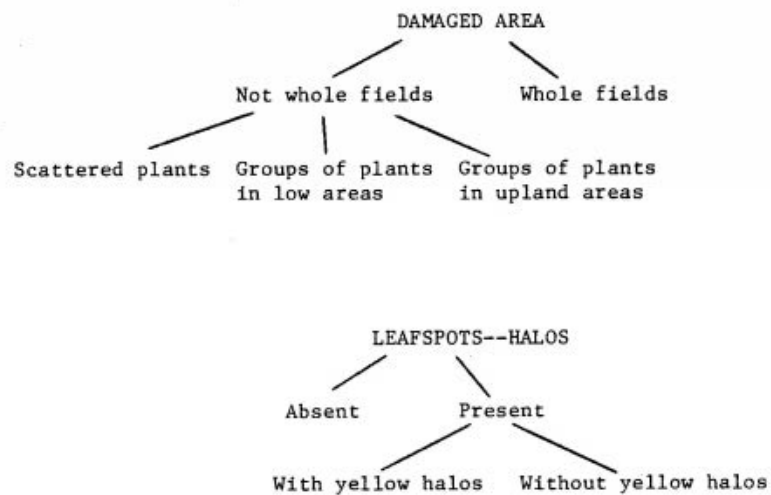 DAMAGED AREA
Not whole fields Whole fields
Scattered plants Groups of plants Groups of plants
in low areas in upland areas
LEAFSPOTS--HALOS
Absent Present
With yellow halos Without yellow halos